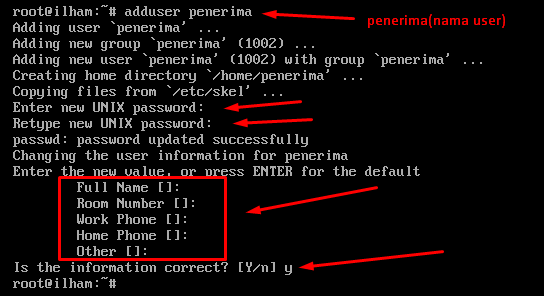 root@ilham:~# adduser penerima
penerima(nama user)
Adding user `penerima' ...
Adding new group `penerima' (1002) ...
Adding new user `penerima' (1002) with group `penerima' ...
Creating home directory `/home/penerima' ...
Copying files from `/etc/skel' ...
Enter new UNIX password:
Retype new UNIX password:
passwd: password updated successfully
Changing the user information for penerima
Enter the new value, or press ENTER for the default
Full Name []:
Room Number []:
Work Phone []:
Home Phone []:
Other []:
Is the information correct? [Y/n] y
root@ilham:~#